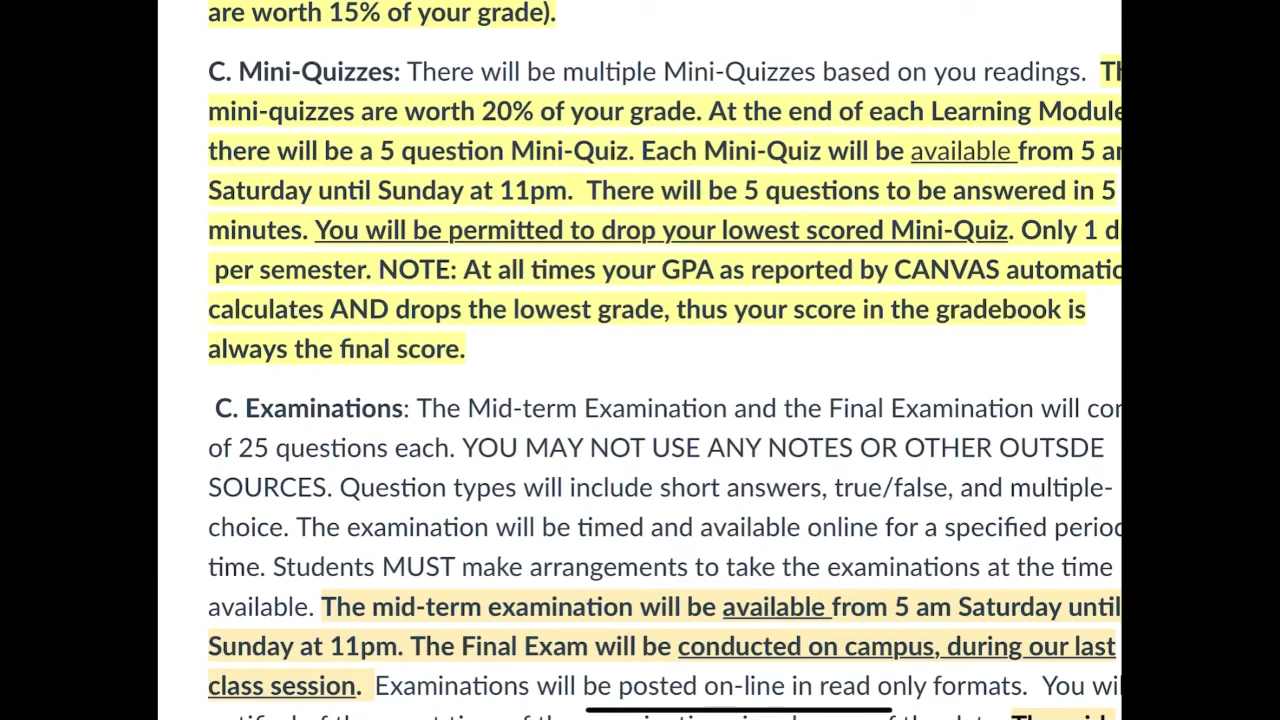 are worth 15% of your grade).
C. Mini-Quizzes: There will be multiple Mini-Quizzes based on you readings.
mini-quizzes are worth 20% of your grade. At the end of each Learning Module
there will be a 5 question Mini-Quiz. Each Mini-Quiz will be available from 5
Saturday until Sunday at 11pm. There will be 5 questions to be answered in 5
minutes. You will be permitted to drop your lowest scored Mini-Quiz. Only 1
per semester. NOTE: At all times your GPA as reported by CANVAS
calculates AND drops the lowest grade, thus your score in the gradebook is
always the final score.
C. Examinations: The Mid-term Examination and the Final Examination will
of 25 questions each. YOU MAY NOT USE ANY NOTES OR OTHER OUTSDE
SOURCES. Question types will include short answers, true/false, and multiple-
choice. The examination will be timed and available online for a specified
time. Students MUST make arrangements to take the examinations at the time
available. The mid-term examination will be available from 5 am Saturday until
Sunday at 11pm. The Final Exam will be conducted on campus, during our last
class session. Examinations will be posted on-line in read only formats. You